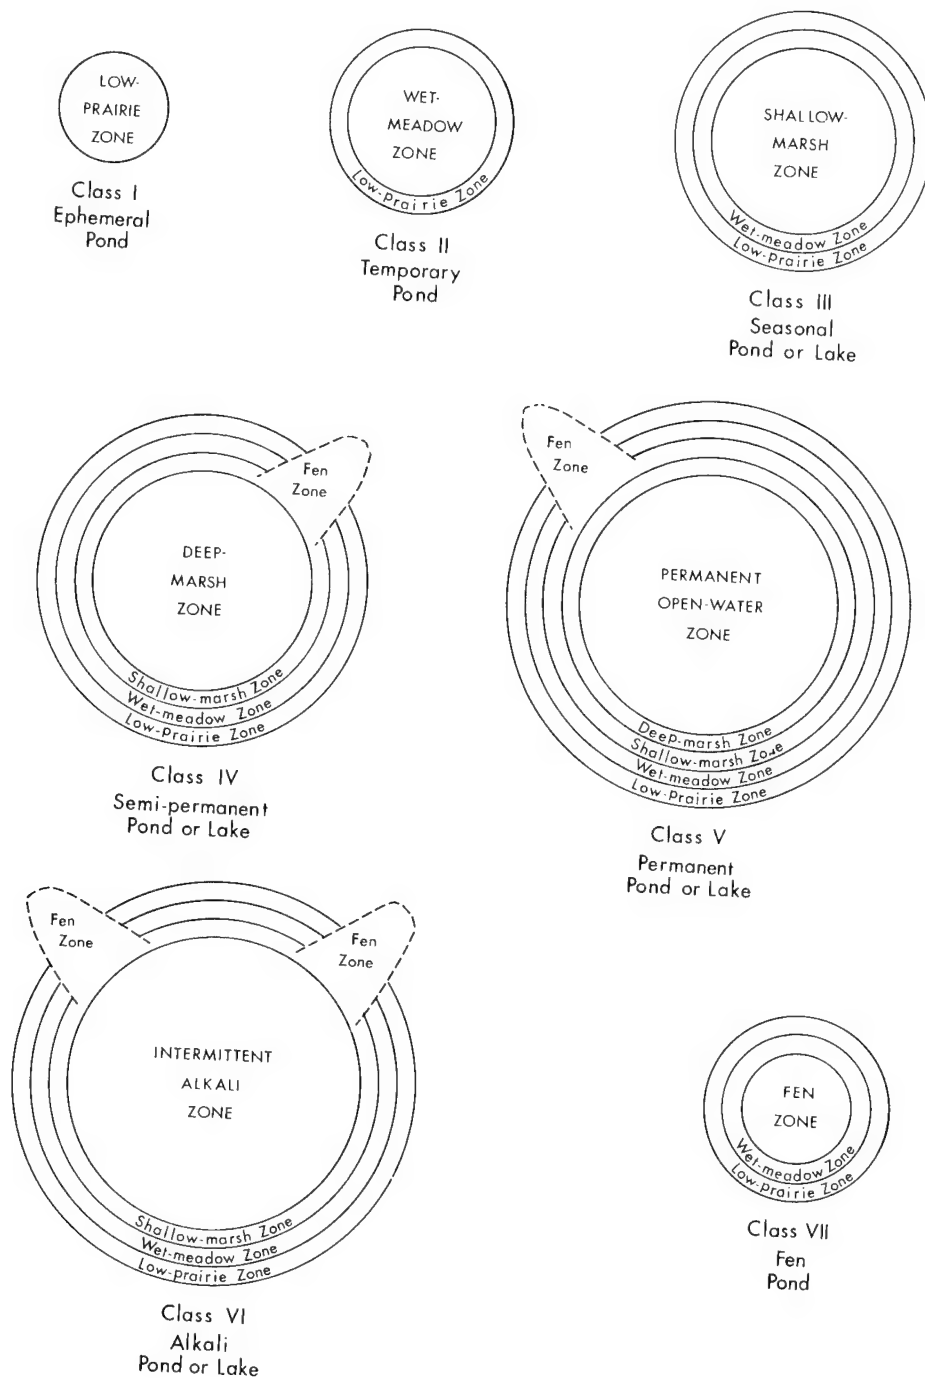 LOW-
PRAIRIE
ZONE
Class I
Ephemeral
Pond
WET-
MEADOW
ZONE
Low-prairie Zone
Class II
Temporary
Pond
SHALLOW-
MARSH
ZONE
Wet-meadow Zone
Low-prairie Zone
Class III
Seasonal
Pond or Lake
Fen
Zone
DEEP-
MARSH
ZONE
Shallow-marsh Zone
Wet-meadow Zone
Low-Prairie Zone
Class IV
Semi-permanent
Pond or Lake
Fen
Zone
PERMANENT
OPEN-WATER
ZONE
Deep-marsh Zone
Shallow-marsh Zone
Wet-meadow Zone
Low-Prairie Zone
Class V
Permanent
Pond or Lake
Fen
Zone
Fen
Zone
INTERMITTENT
ALKALI
ZONE
Shallow-marsh Zone
Wet-meadow Zone
Low-prairie Zone
Class VI
Alkali
Pond or Lake
FEN
ZONE
Wet-meadow Zone
Low-prairie Zone
Class VII
Fen
Pond